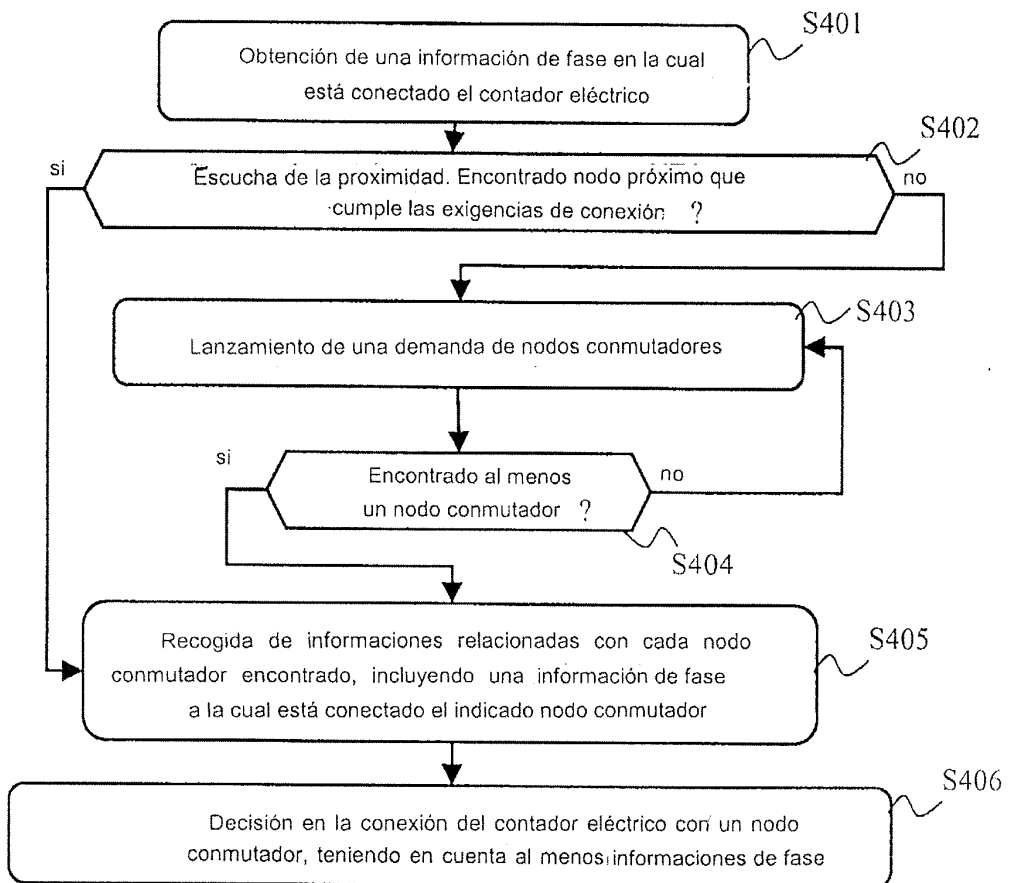 S401
Obtención de una información de fase en la cual
está conectado el contador eléctrico
S402
si
Escucha de la proximidad. Encontrado nodo próximo que
cumple las exigencias de conexión ?
no
S403
Lanzamiento de una demanda de nodos conmutadores
si
Encontrado al menos
un nodo conmutador ?
no
S404
Recogida de informaciones relacionadas con cada nodo
conmutador encontrado, incluyendo una información de fase
a la cual está conectado el indicado nodo conmutador
S405
S406
Decisión en la conexión del contador eléctrico con un nodo
conmutador, teniendo en cuenta al menos informaciones de fase